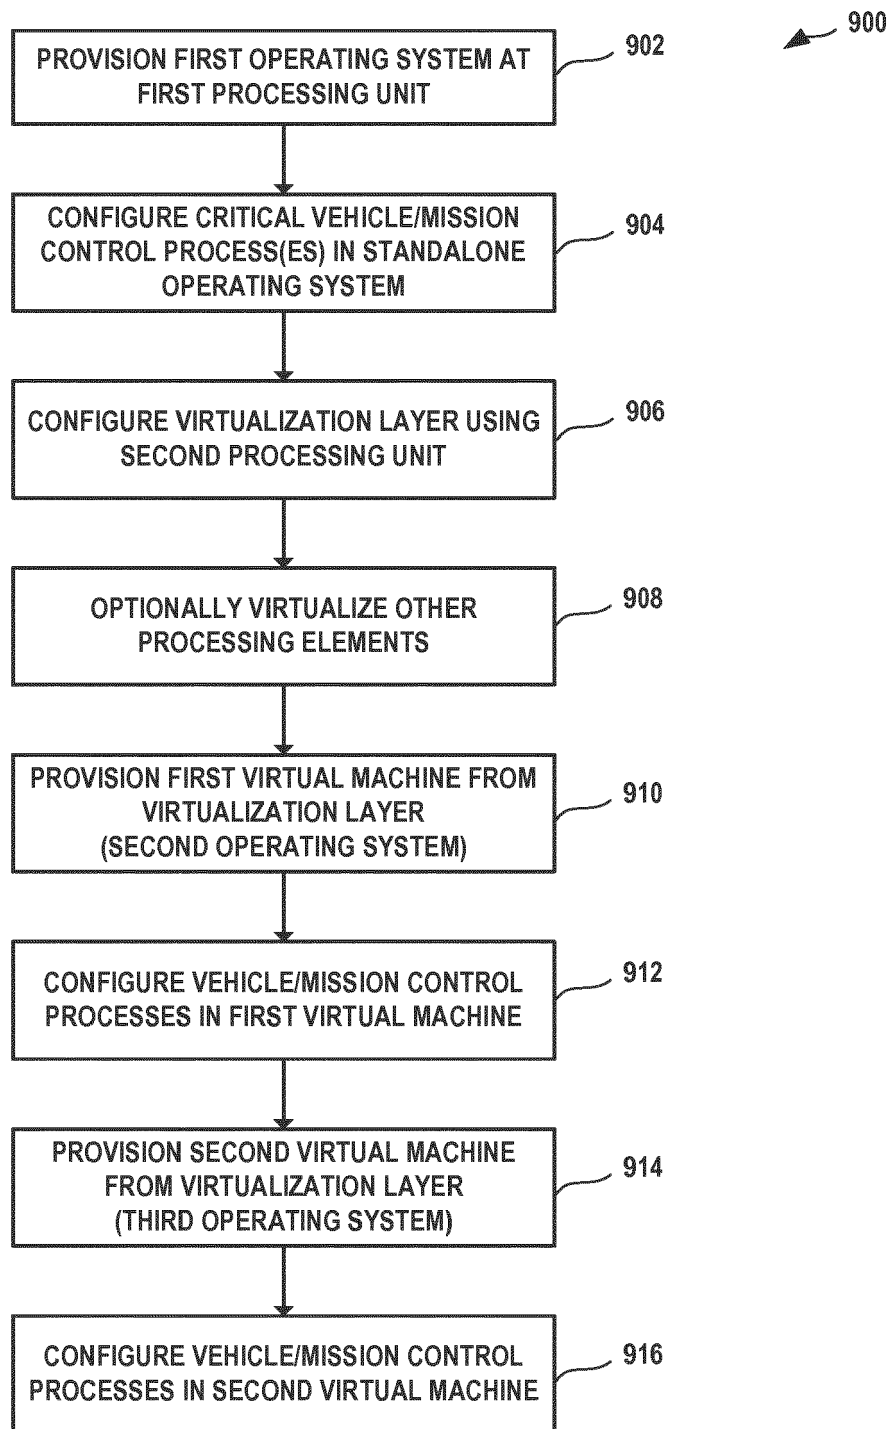 900
PROVISION FIRST OPERATING SYSTEM AT
FIRST PROCESSING UNIT
902
CONFIGURE CRITICAL VEHICLE/MISSION
CONTROL PROCESS(ES) IN STANDALONE
OPERATING SYSTEM
904
CONFIGURE VIRTUALIZATION LAYER USING
SECOND PROCESSING UNIT
906
OPTIONALLY VIRTUALIZE OTHER
PROCESSING ELEMENTS
908
PROVISION FIRST VIRTUAL MACHINE FROM
VIRTUALIZATION LAYER
(SECOND OPERATING SYSTEM)
910
CONFIGURE VEHICLE/MISSION CONTROL
PROCESSES IN FIRST VIRTUAL MACHINE
912
PROVISION SECOND VIRTUAL MACHINE
FROM VIRTUALIZATION LAYER
(THIRD OPERATING SYSTEM)
914
CONFIGURE VEHICLE/MISSION CONTROL
PROCESSES IN SECOND VIRTUAL MACHINE
916